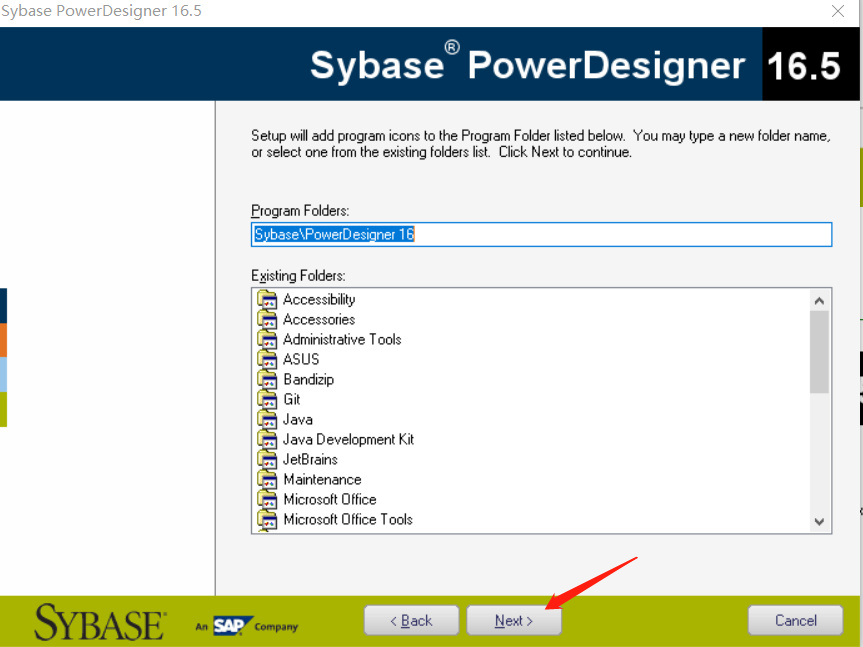 Sybase PowerDesigner 16.5
Sybase® PowerDesigner 16.5
Setup will add program icons to the Program Folder listed below. You may type a new folder name,
or select one from the existing folders list. Click Next to continue.
Program Folders:
Sybase\PowerDesigner 16
Existing Folders:
Accessibility
Accessories
Administrative Tools
ASUS
Bandizip
Git
Java
Java Development Kit
JetBrains
Maintenance
Microsoft Office
Microsoft Office Tools
SYBASE® An SAP Company
< Back
Next >
Cancel